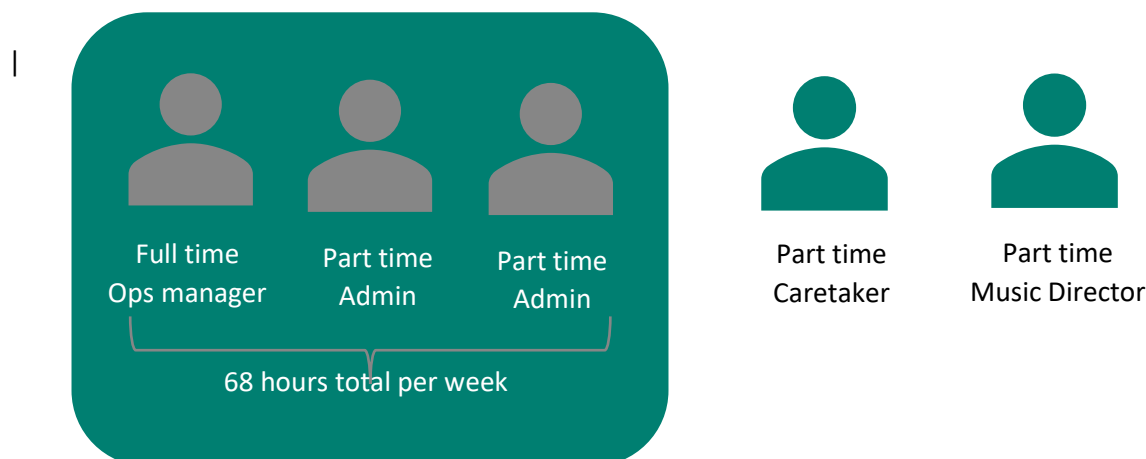 |
Full time
Ops manager
Part time
Admin
Part time
Admin
68 hours total per week
Part time
Caretaker
Part time
Music Director